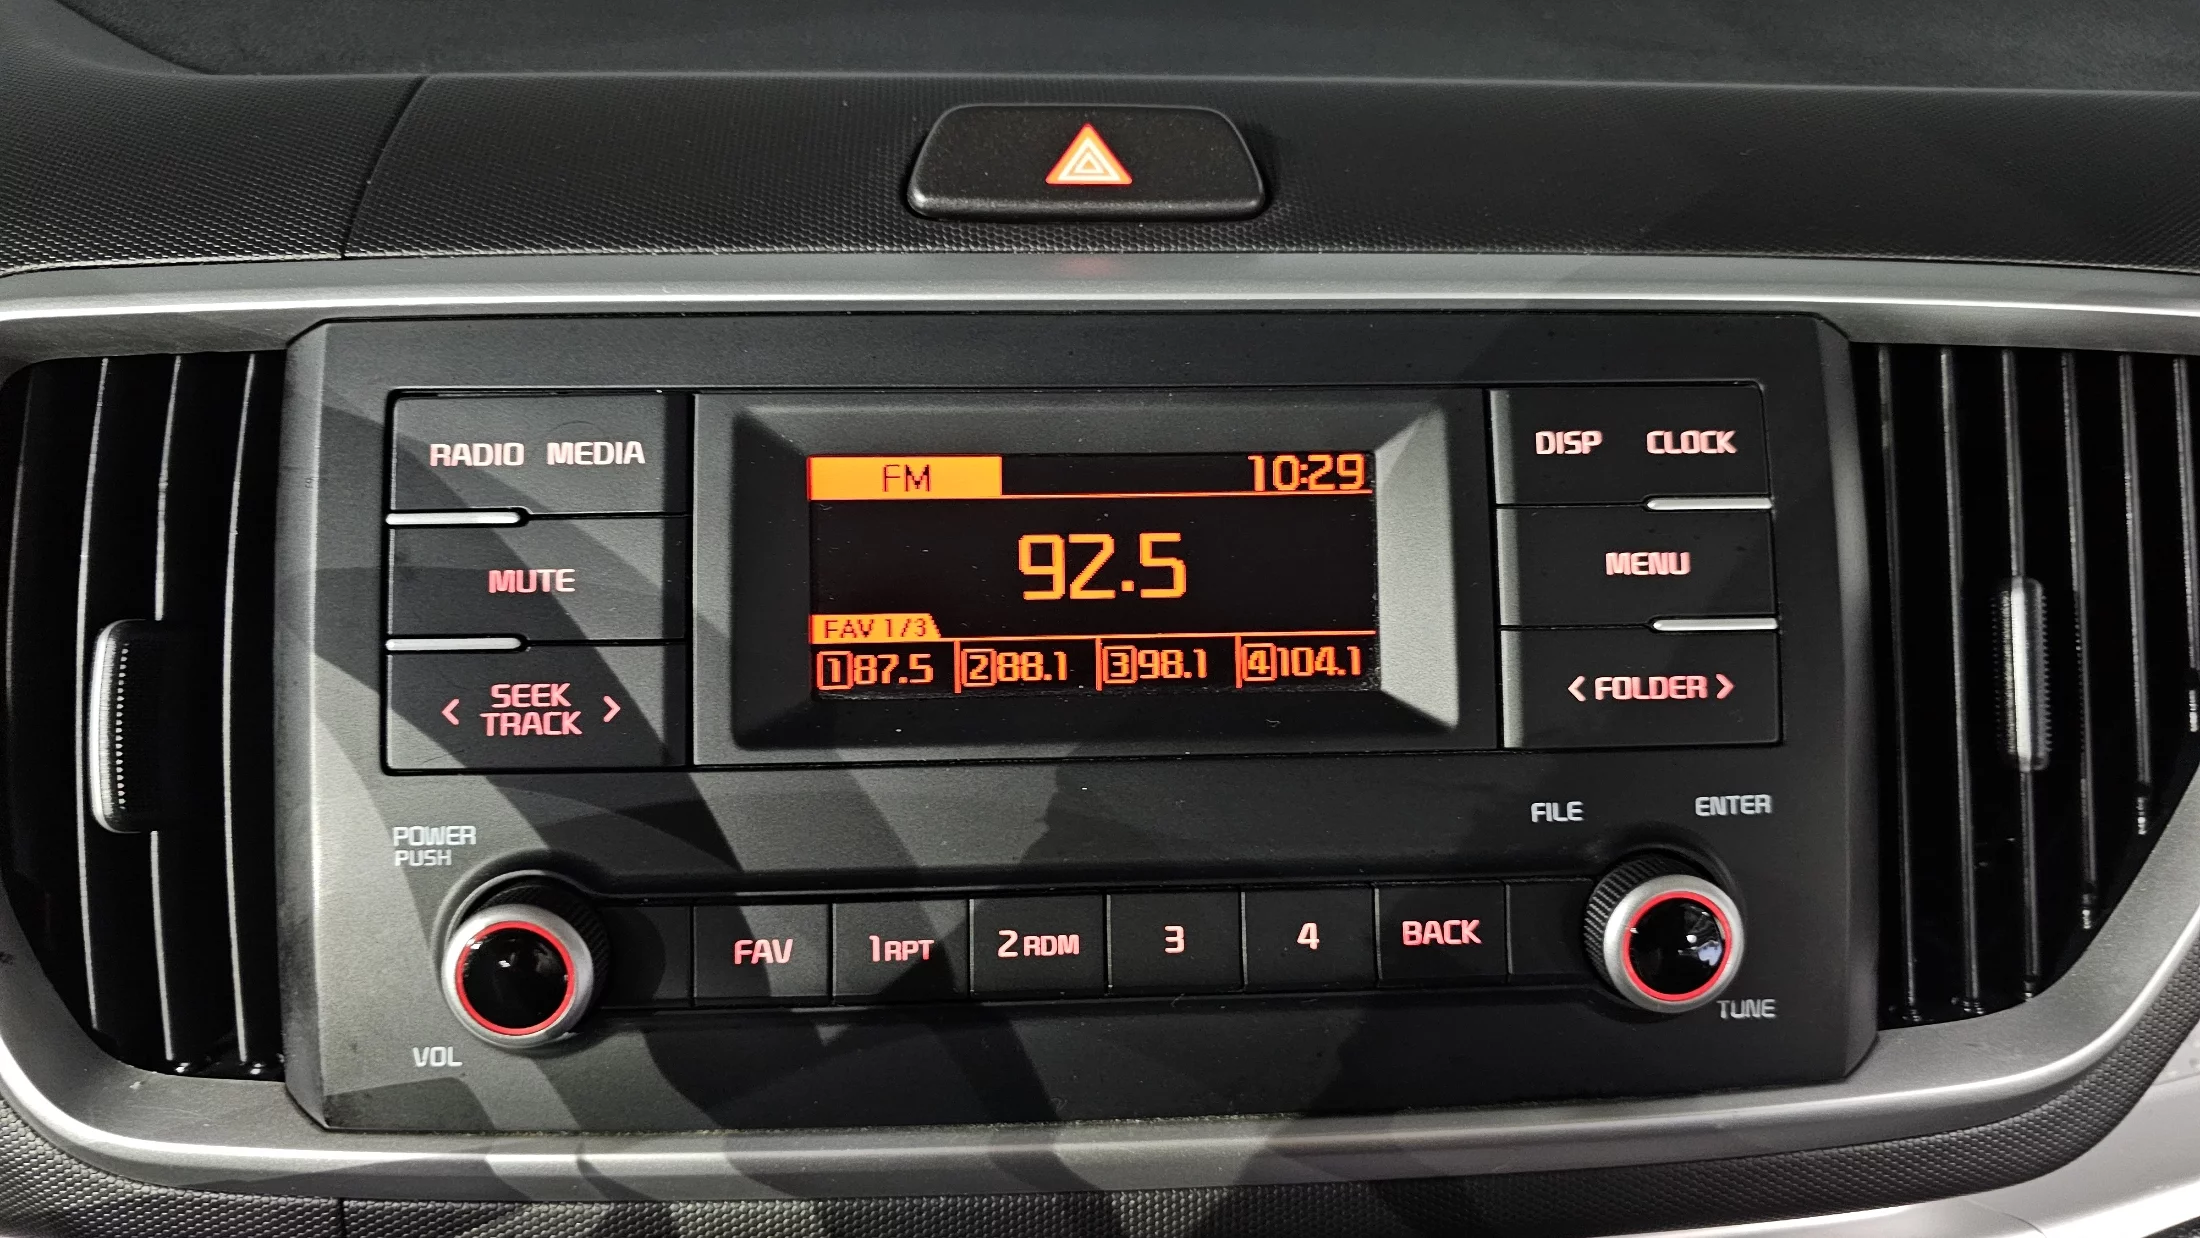 RADIO MEDIA
MUTE
< SEEK TRACK >
FM 10:29
92.5
FAV 1/3
1 87.5 2 88.1 3 98.1 4 104.1
DISP CLOCK
MENU
< FOLDER >
POWER
PUSH
VOL
FAV 1 RPT 2 RDM 3 4 BACK
FILE ENTER
TUNE